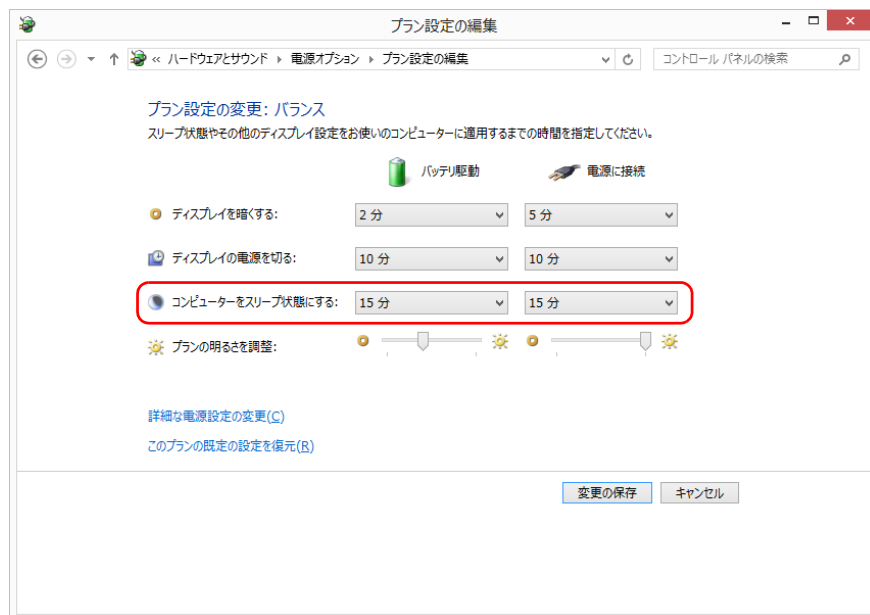 プラン設定の編集
« ハードウェアとサウンド ▸ 電源オプション ▸ プラン設定の編集
コントロール パネルの検索
プラン設定の変更: バランス
スリープ状態やその他のディスプレイ設定をお使いのコンピューターに適用するまでの時間を指定してください。
バッテリ駆動 電源に接続
ディスプレイを暗くする: 2 分 5 分
ディスプレイの電源を切る: 10 分 10 分
コンピューターをスリープ状態にする: 15 分 15 分
プランの明るさを調整:
詳細な電源設定の変更(C)
このプランの既定の設定を復元(R)
変更の保存 キャンセル